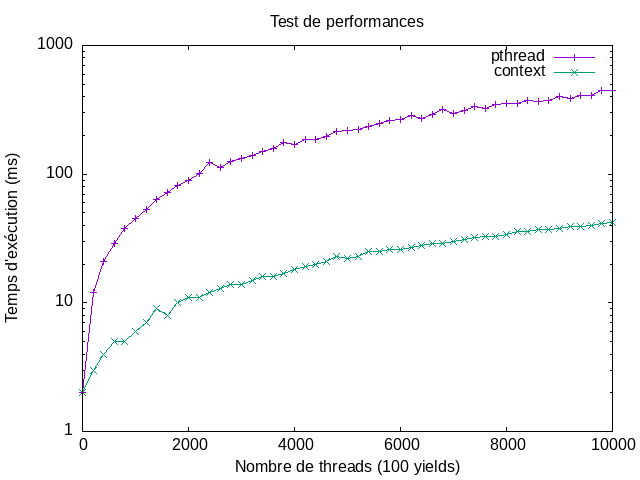 Test de performances
1000
100
10
1
pthread
context
Temps d'exécution (ms)
0 2000 4000 6000 8000 10000
Nombre de threads (100 yields)